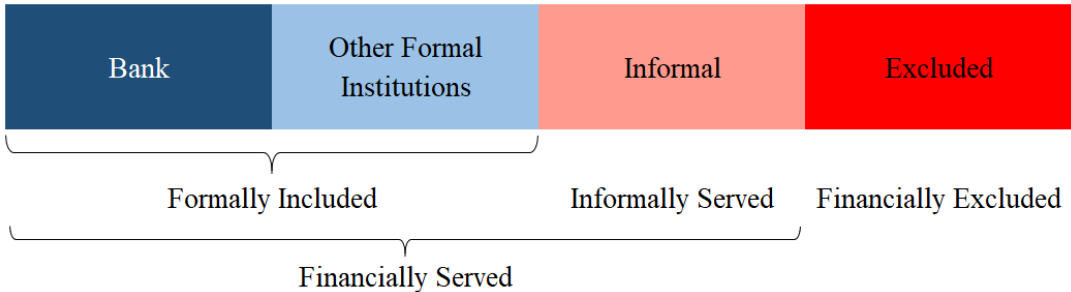 Bank
Other Formal
Institutions
Informal
Excluded
Formally Included
Informally Served
Financially Excluded
Financially Served